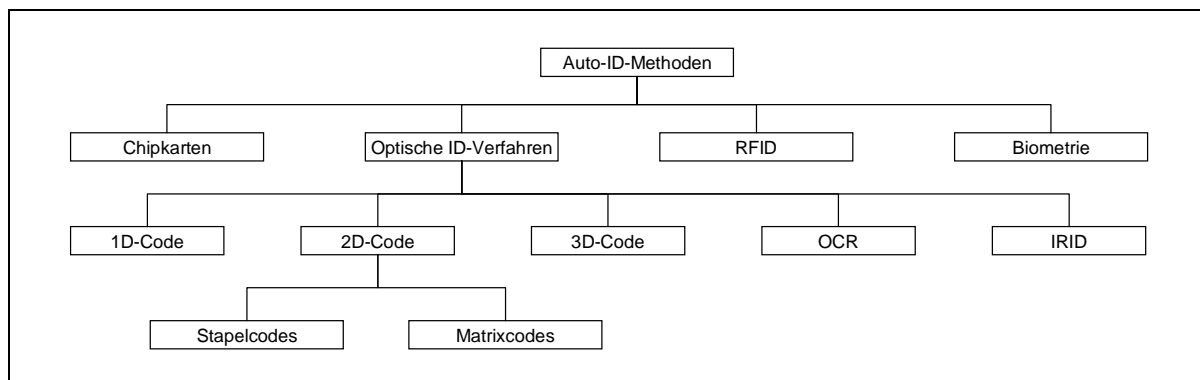 Auto-ID-Methoden
Chipkarten
Optische ID-Verfahren
RFID
Biometrie
1D-Code
2D-Code
3D-Code
OCR
IRID
Stapelcodes
Matrixcodes